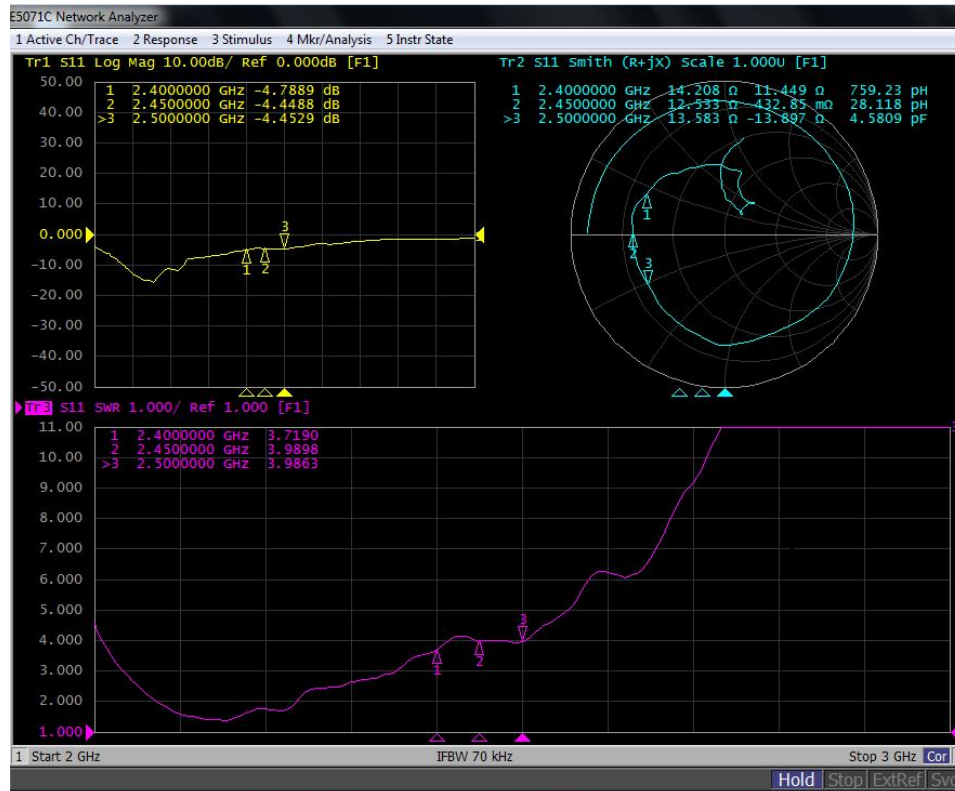 E5071C Network Analyzer
1 Active Ch/Trace 2 Response 3 Stimulus 4 Mkr/Analysis 5 Instr State
Tr1 S11 Log Mag 10.00dB/ Ref 0.000dB [F1]
50.00
40.00
30.00
20.00
10.00
0.000
-10.00
-20.00
-30.00
-40.00
-50.00
1 2.4000000 GHz -4.7889 dB
2 2.4500000 GHz -4.4488 dB
>3 2.5000000 GHz -4.4529 dB
1
2
3
Tr2 S11 Smith (R+jX) Scale 1.000U [F1]
1 2.4000000 GHz 14.208 Ω 11.449 Ω 759.23 pH
2 2.4500000 GHz 12.533 Ω -432.85 mΩ 28.118 pH
>3 2.5000000 GHz 13.583 Ω -13.897 Ω 4.5809 pF
1
2
3
Tr3 S11 SWR 1.000/ Ref 1.000 [F1]
11.00
10.00
9.000
8.000
7.000
6.000
5.000
4.000
3.000
2.000
1.000
1 2.4000000 GHz 3.7190
2 2.4500000 GHz 3.9898
>3 2.5000000 GHz 3.9863
1
2
3
1 Start 2 GHz IFBW 70 kHz Stop 3 GHz Cor
Hold Stop ExtRef